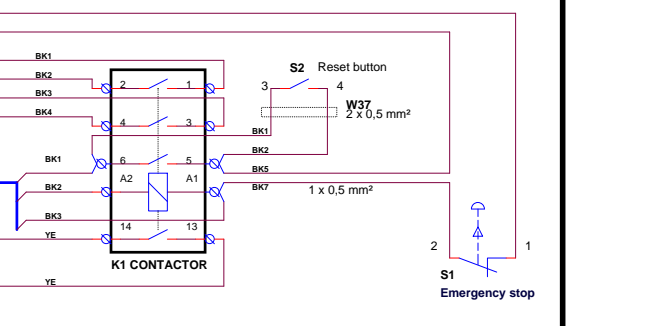 BK1
S2 Reset button
BK2
2 1
3 4
BK3
W37
2 x 0,5 mm²
BK4
4 3
BK1
BK2
BK1
6 5
BK5
A2 A1
BK2
BK7
1 x 0,5 mm²
BK3
14 13
YE
2 1
K1 CONTACTOR
S1
YE
Emergency stop